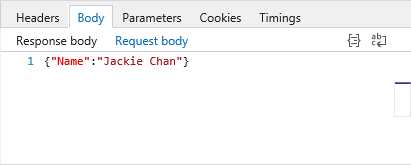 Headers Body Parameters Cookies Timings
Response body Request body
1 {"Name":"Jackie Chan"}